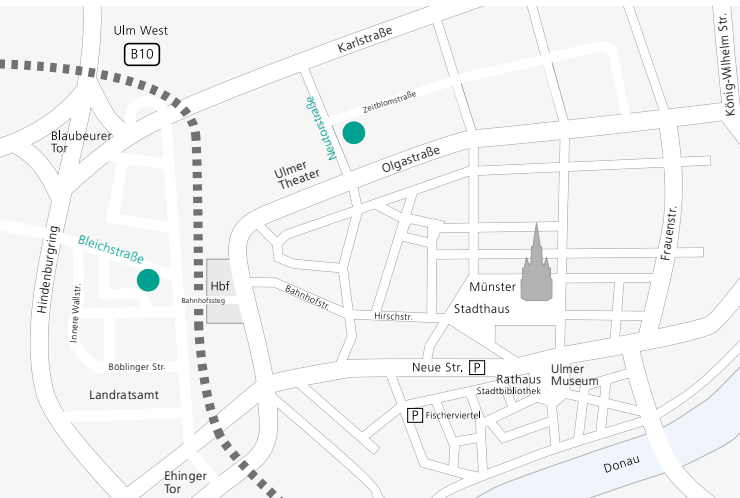 Ulm West
B10
Karlstraße
König-Wilhelm Str.
Zeitblomstraße
Neutorstraße
Blaubeurer
Tor
Olgastraße
Ulmer
Theater
Frauenstr.
Bleichstraße
Hindenburgring
Innere Wallstr.
Hbf
Bahnhofssteg
Bahnhofstr.
Münster
Stadthaus
Hirschstr.
Böblinger Str.
Neue Str.
P
Rathaus
Stadtbibliothek
Ulmer
Museum
Landratsamt
P
Fischerviertel
Donau
Ehinger
Tor